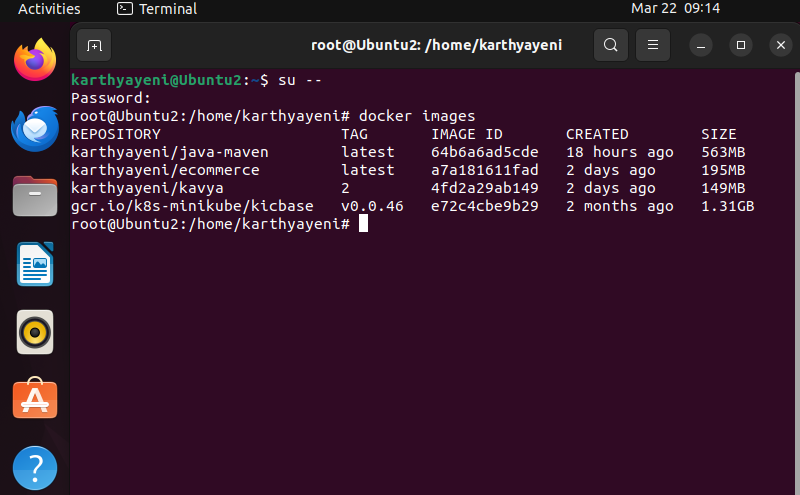 Activities Terminal Mar 22 09:14
root@Ubuntu2: /home/karthyayeni
karthyayeni@Ubuntu2:~$ su --
Password:
root@Ubuntu2:/home/karthyayeni# docker images
REPOSITORY TAG IMAGE ID CREATED SIZE
karthyayeni/java-maven latest 64b6a6ad5cde 18 hours ago 563MB
karthyayeni/ecommerce latest a7a181611fad 2 days ago 195MB
karthyayeni/kavya 2 4fd2a29ab149 2 days ago 149MB
gcr.io/k8s-minikube/kicbase v0.0.46 e72c4cbe9b29 2 months ago 1.31GB
root@Ubuntu2:/home/karthyayeni#